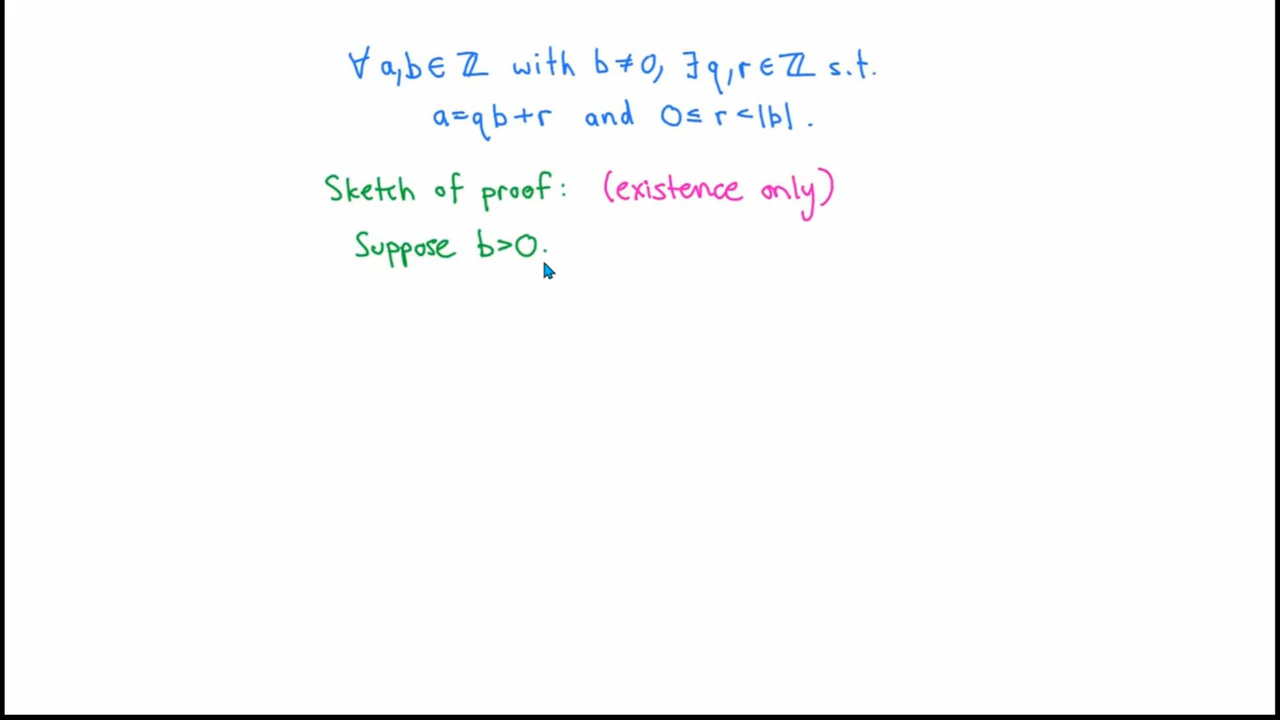 ∀ a,b ∈ ℤ with b ≠ 0, ∃ q,r ∈ ℤ s.t.
a=qb+r and 0 ≤ r < |b|.
Sketch of proof: (existence only)
Suppose b>0.